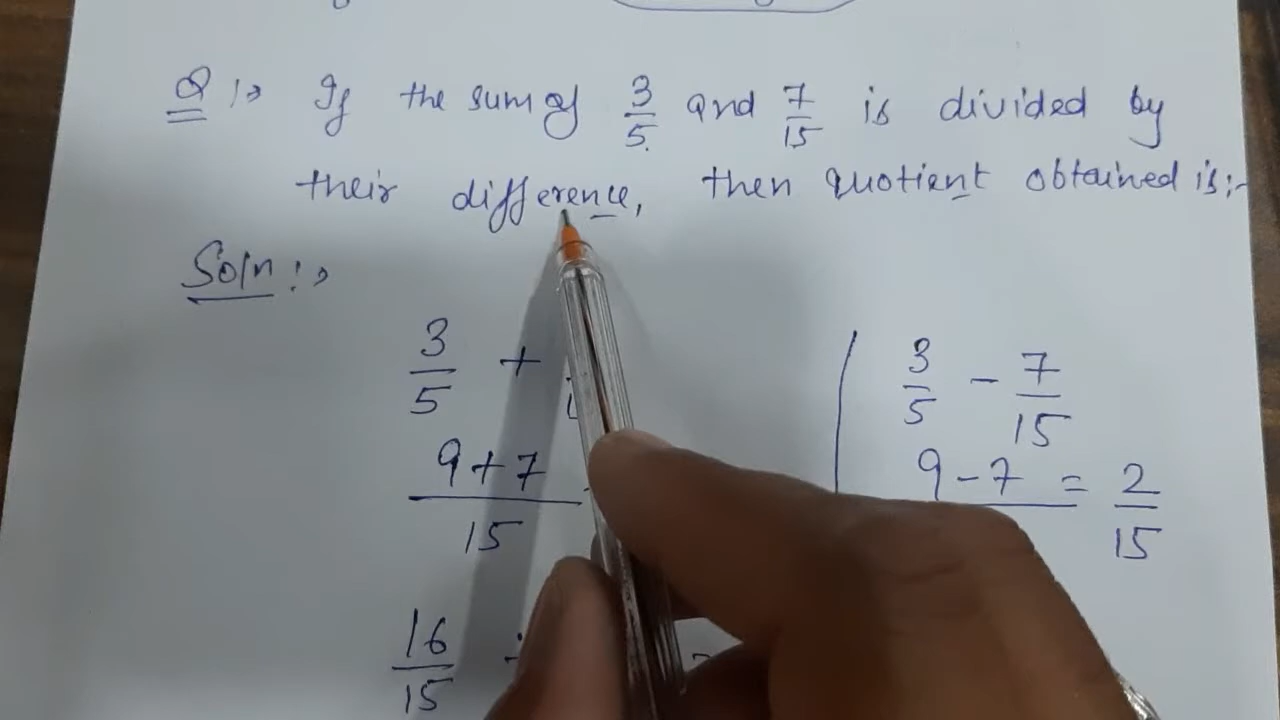 Q :→ If the sum of 3/5 and 7/15 is divided by
their difference, then quotient obtained is:-
Soln :→
3/5 +
9+7/15
16/15 ÷
3/5 - 7/15
9-7 = 2/15